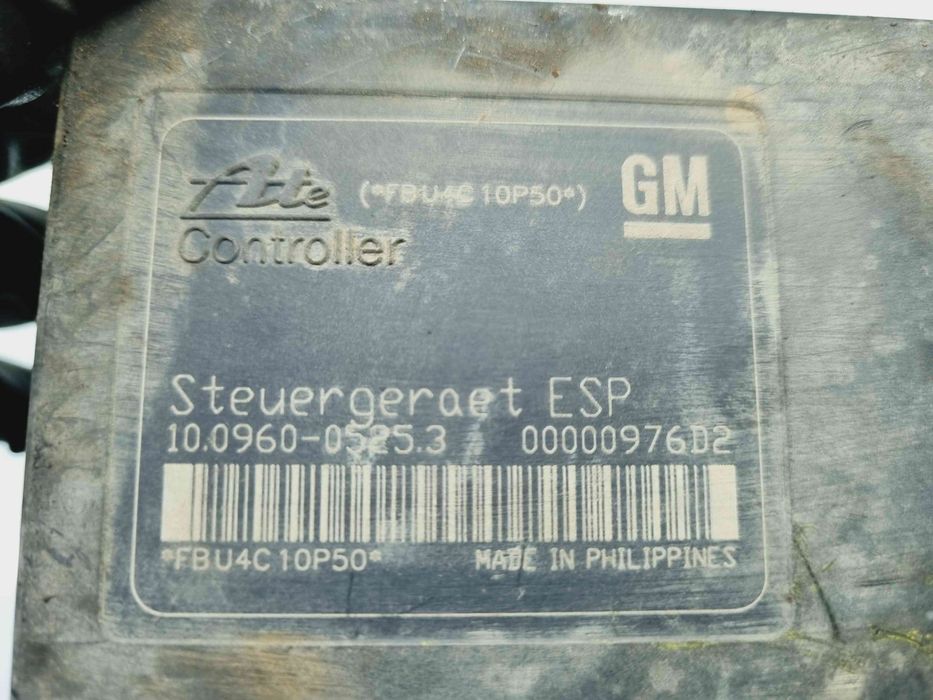 Ate (*FBU4C10P50*) GM
Controller
Steuergeraet ESP
10.0960-0525.3 00000976D2
*FBU4C10P50* MADE IN PHILIPPINES